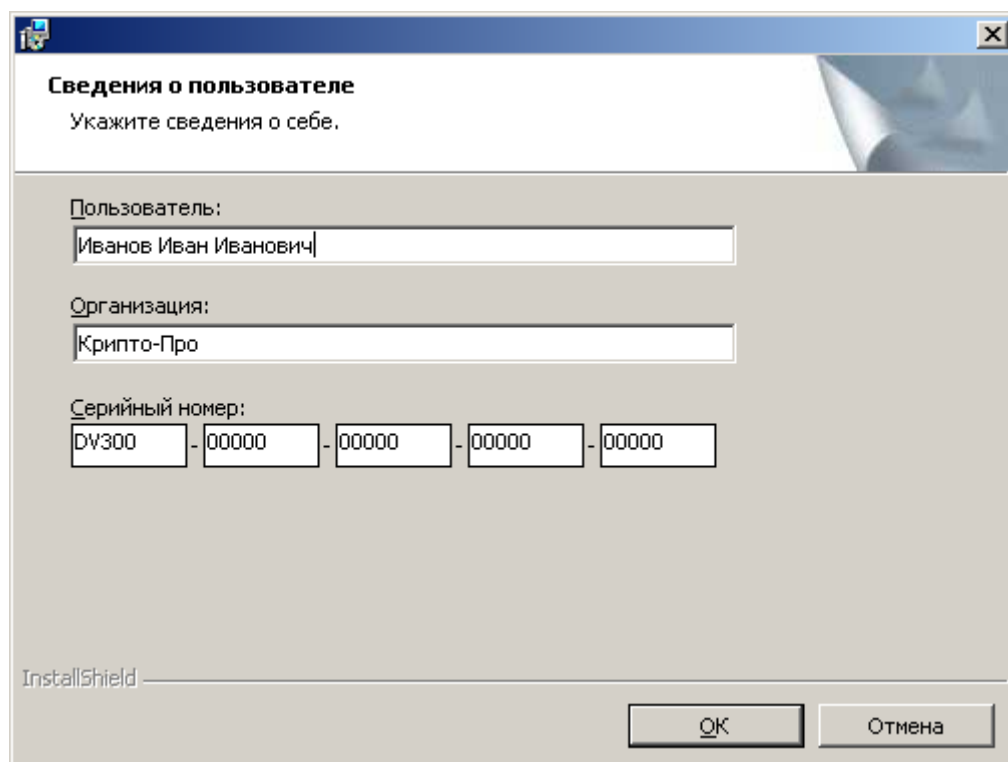 Сведения о пользователе
Укажите сведения о себе.
Пользователь:
Иванов Иван Иванович
Организация:
Крипто-Про
Серийный номер:
DV300 - 00000 - 00000 - 00000 - 00000
InstallShield
OK Отмена